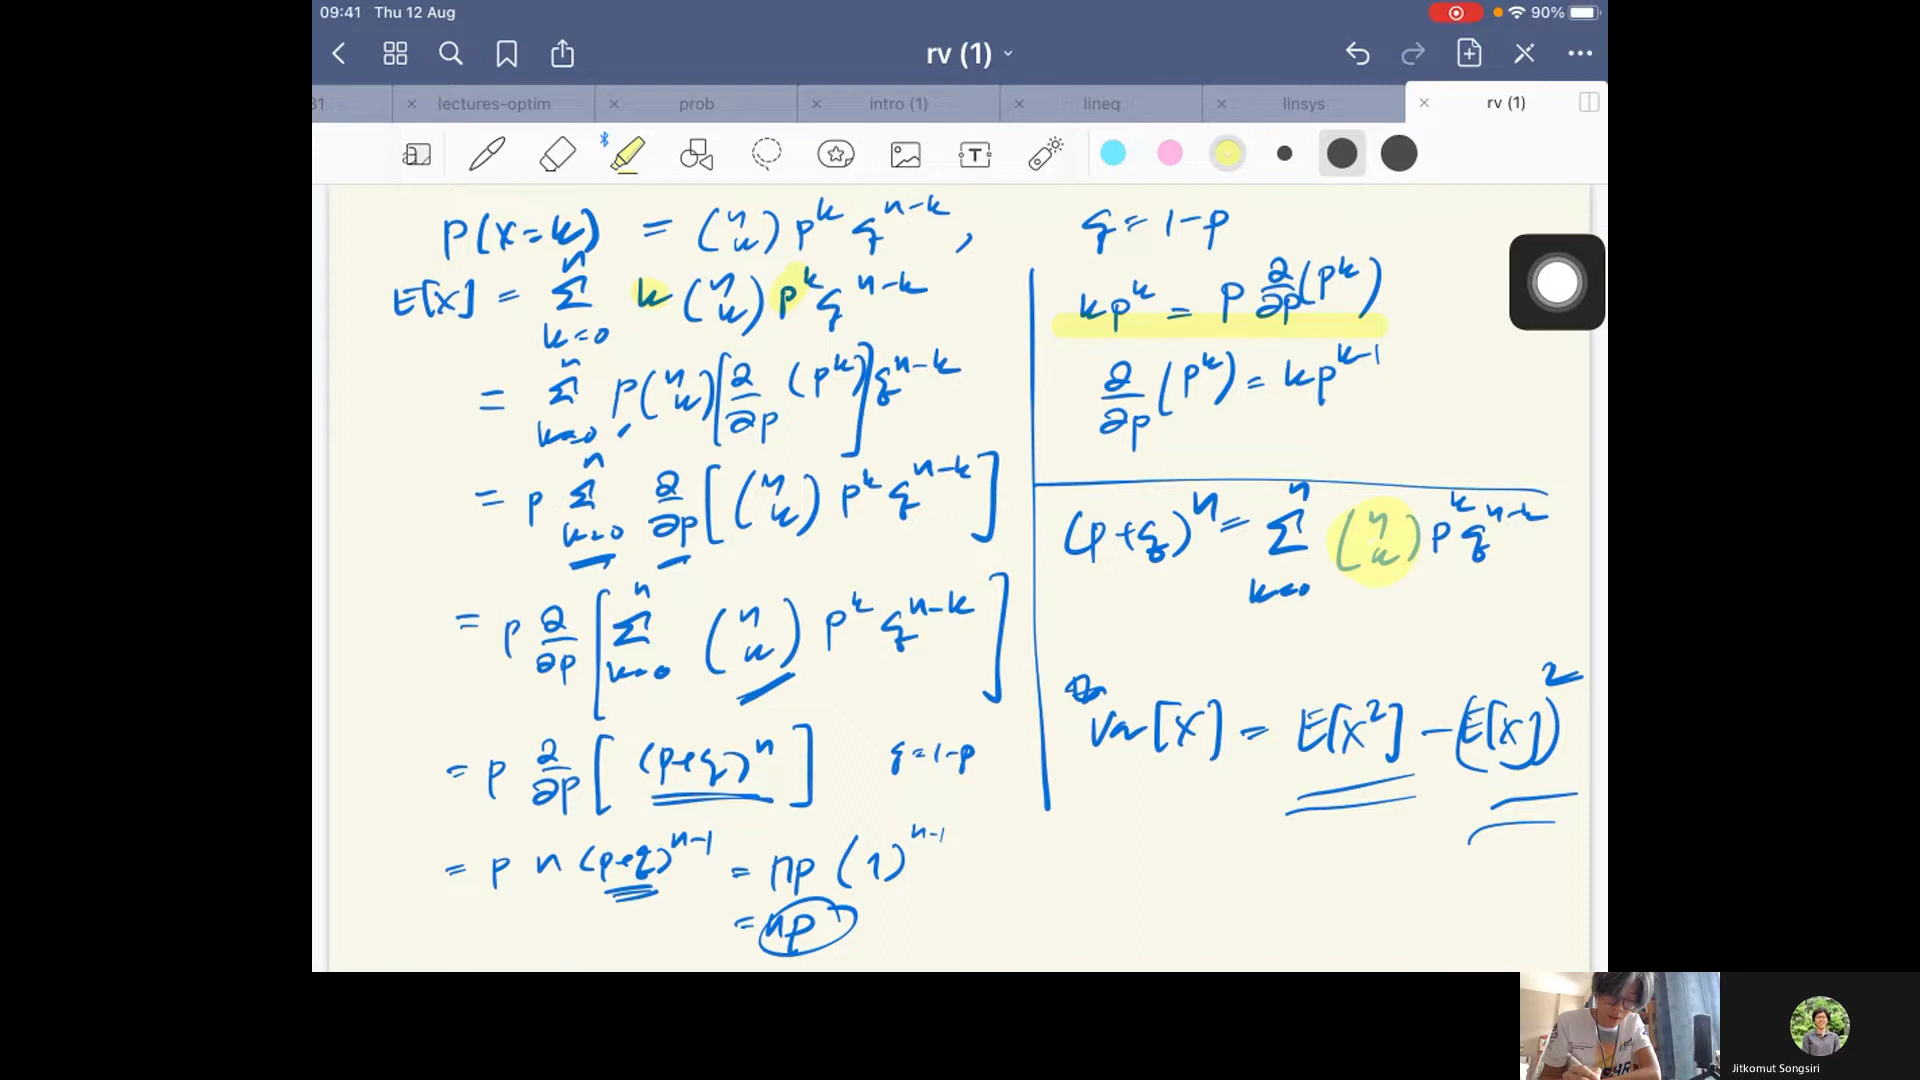 09:41 Thu 12 Aug
90%
rv (1)
31
lectures-optim
prob
intro (1)
lineq
linsys
rv (1)
P(X=k) = (n k) p^k q^{n-k} , q = 1-p
E[X] = Σ_{k=0}^{n} k (n k) p^k q^{n-k}
= Σ_{k=0}^{n} p (n k) [∂/∂p (p^k)] q^{n-k}
= p Σ_{k=0}^{n} ∂/∂p [ (n k) p^k q^{n-k} ]
= p ∂/∂p [ Σ_{k=0}^{n} (n k) p^k q^{n-k} ]
= p ∂/∂p [ (p+q)^n ] q = 1-p
= p n (p+q)^{n-1} = np (1)^{n-1}
= np
kp^k = p ∂/∂p (p^k)
∂/∂p (p^k) = kp^{k-1}
(p+q)^n = Σ_{k=0}^{n} (n k) p^k q^{n-k}
Var[X] = E[X^2] - (E[X])^2
Jitkomut Songsiri